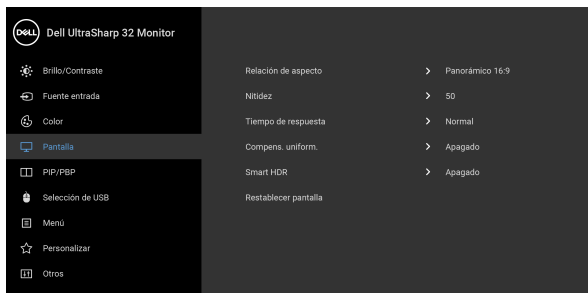 DELL Dell UltraSharp 32 Monitor
Brillo/Contraste
Relación de aspecto Panorámico 16:9
Fuente entrada
Nitidez 50
Color
Tiempo de respuesta Normal
Pantalla
Compens. uniform. Apagado
PIP/PBP
Smart HDR Apagado
Selección de USB
Restablecer pantalla
Menú
Personalizar
Otros